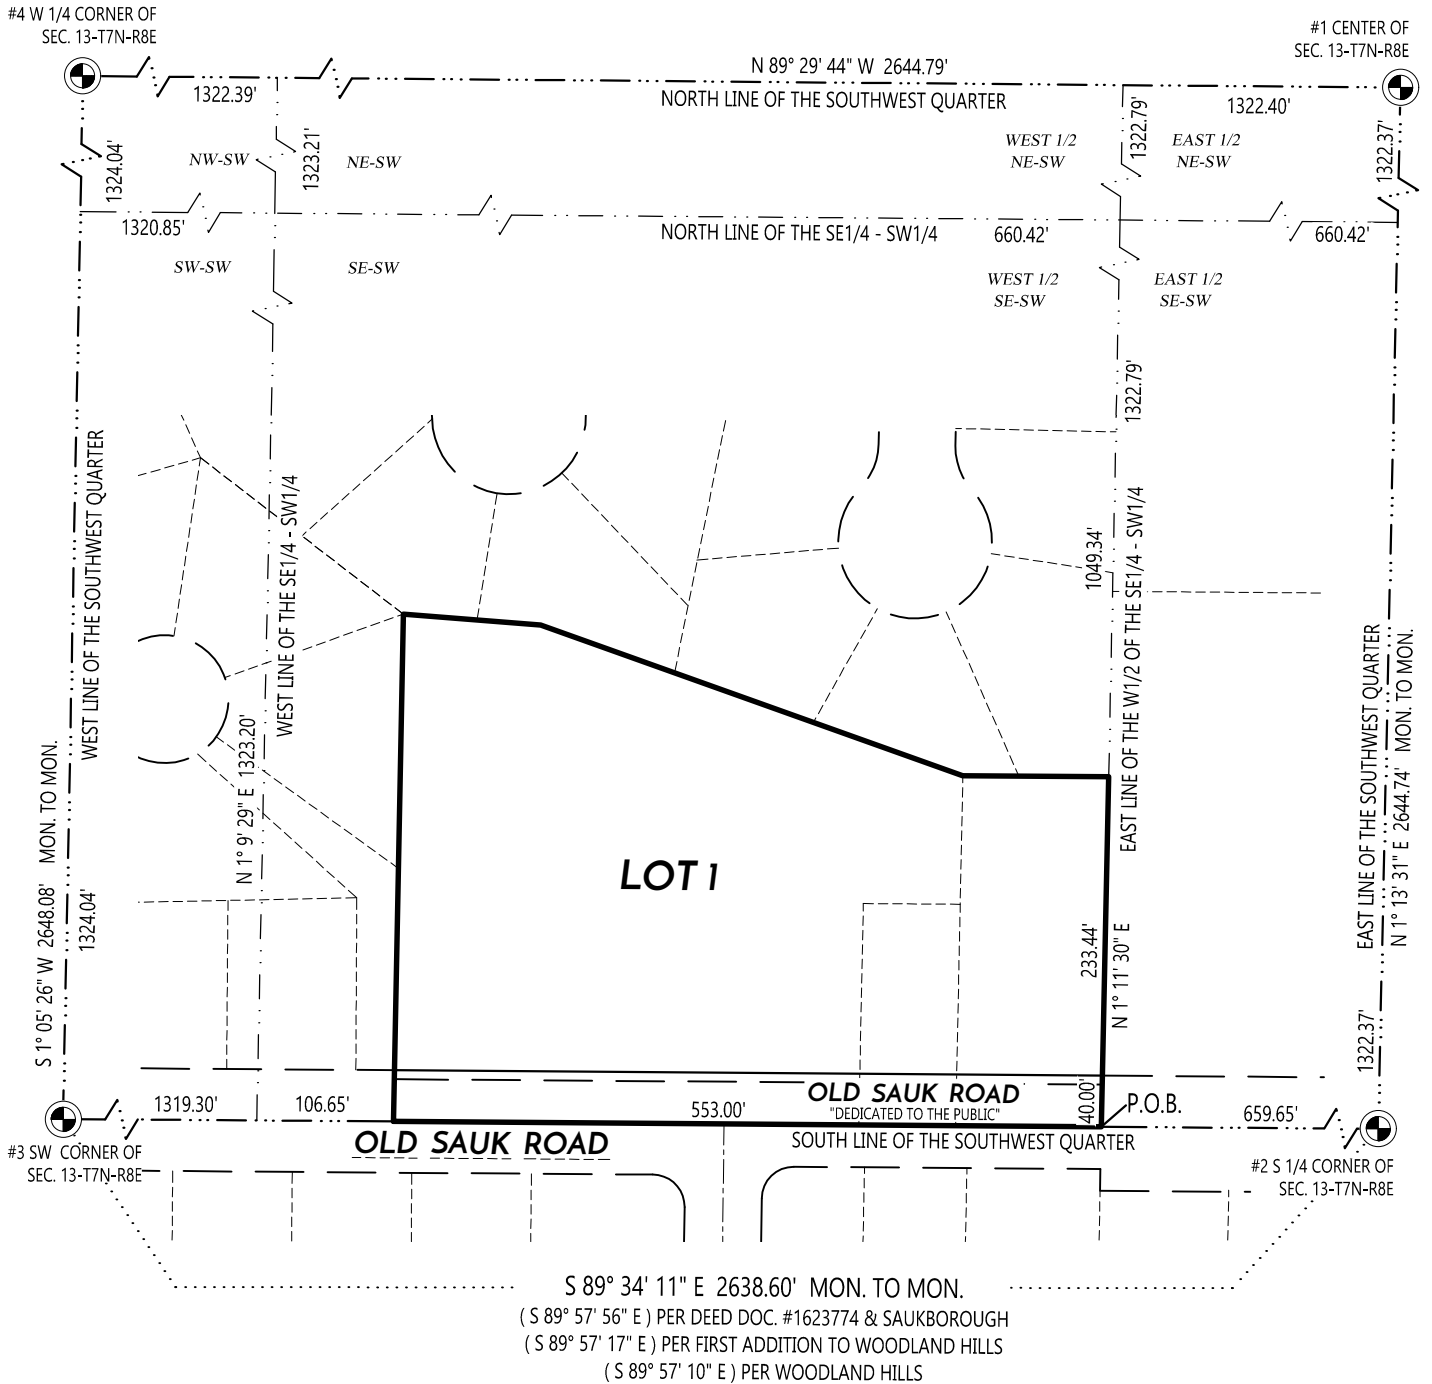 #4 W 1/4 CORNER OF
SEC. 13-T7N-R8E
#1 CENTER OF
SEC. 13-T7N-R8E
N 89° 29' 44" W 2644.79'
1322.39'
NORTH LINE OF THE SOUTHWEST QUARTER
1322.40'
1324.04'
NW-SW
1323.21'
NE-SW
WEST 1/2
NE-SW
1322.79'
EAST 1/2
NE-SW
1322.37'
1320.85'
NORTH LINE OF THE SE1/4 - SW1/4
660.42'
660.42'
SW-SW
SE-SW
WEST 1/2
SE-SW
EAST 1/2
SE-SW
1322.79'
WEST LINE OF THE SOUTHWEST QUARTER
WEST LINE OF THE SE1/4 - SW1/4
1049.34'
EAST LINE OF THE W1/2 OF THE SE1/4 - SW1/4
EAST LINE OF THE SOUTHWEST QUARTER
N 1° 13' 31" E 2644.74' MON. TO MON.
S 1° 05' 26" W 2648.08' MON. TO MON.
1324.04'
N 1° 9' 29" E 1323.20'
LOT 1
233.44'
N 1° 11' 30" E
1322.37'
1319.30'
106.65'
553.00'
OLD SAUK ROAD
"DEDICATED TO THE PUBLIC"
40.00'
P.O.B.
659.65'
OLD SAUK ROAD
SOUTH LINE OF THE SOUTHWEST QUARTER
#3 SW CORNER OF
SEC. 13-T7N-R8E
#2 S 1/4 CORNER OF
SEC. 13-T7N-R8E
S 89° 34' 11" E 2638.60' MON. TO MON.
( S 89° 57' 56" E ) PER DEED DOC. #1623774 & SAUKBOROUGH
( S 89° 57' 17" E ) PER FIRST ADDITION TO WOODLAND HILLS
( S 89° 57' 10" E ) PER WOODLAND HILLS